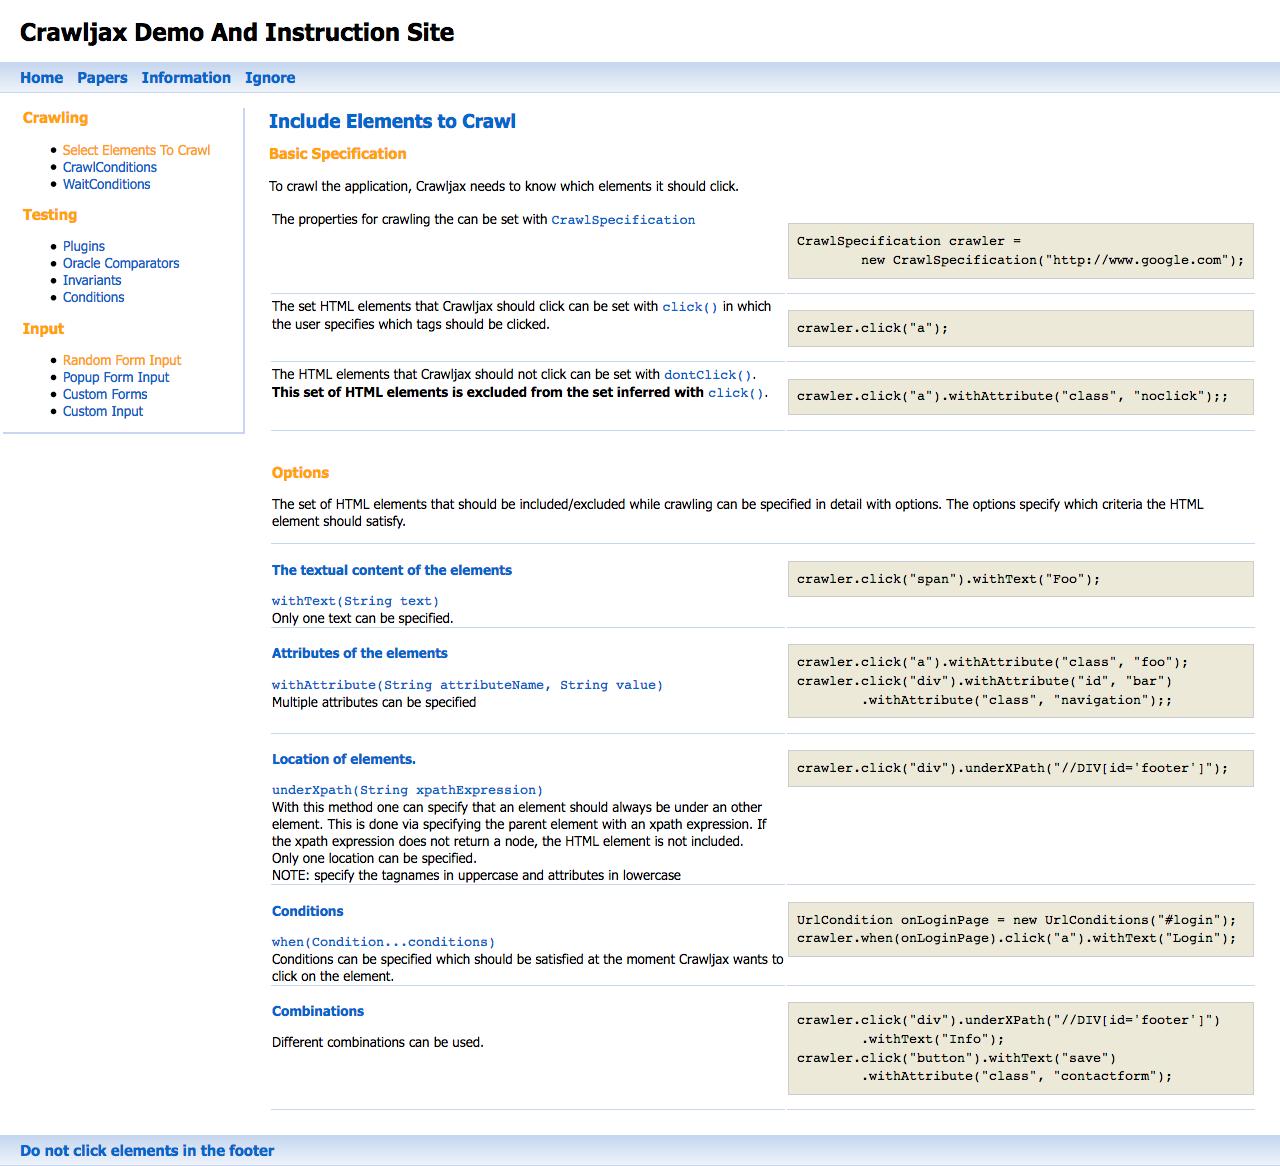 Crawljax Demo And Instruction Site
Home Papers Information Ignore
Crawling
Select Elements To Crawl
CrawlConditions
WaitConditions
Testing
Plugins
Oracle Comparators
Invariants
Conditions
Input
Random Form Input
Popup Form Input
Custom Forms
Custom Input
Include Elements to Crawl
Basic Specification
To crawl the application, Crawljax needs to know which elements it should click.
The properties for crawling the can be set with CrawlSpecification
CrawlSpecification crawler =
new CrawlSpecification("http://www.google.com");
The set HTML elements that Crawljax should click can be set with click() in which
the user specifies which tags should be clicked.
crawler.click("a");
The HTML elements that Crawljax should not click can be set with dontClick().
This set of HTML elements is excluded from the set inferred with click().
crawler.click("a").withAttribute("class", "noclick");;
Options
The set of HTML elements that should be included/excluded while crawling can be specified in detail with options. The options specify which criteria the HTML
element should satisfy.
The textual content of the elements
withText(String text)
Only one text can be specified.
crawler.click("span").withText("Foo");
Attributes of the elements
withAttribute(String attributeName, String value)
Multiple attributes can be specified
crawler.click("a").withAttribute("class", "foo");
crawler.click("div").withAttribute("id", "bar")
.withAttribute("class", "navigation");;
Location of elements.
underXpath(String xpathExpression)
With this method one can specify that an element should always be under an other
element. This is done via specifying the parent element with an xpath expression. If
the xpath expression does not return a node, the HTML element is not included.
Only one location can be specified.
NOTE: specify the tagnames in uppercase and attributes in lowercase
crawler.click("div").underXPath("//DIV[id='footer']");
Conditions
when(Condition...conditions)
Conditions can be specified which should be satisfied at the moment Crawljax wants to
click on the element.
UrlCondition onLoginPage = new UrlConditions("#login");
crawler.when(onLoginPage).click("a").withText("Login");
Combinations
Different combinations can be used.
crawler.click("div").underXPath("//DIV[id='footer']")
.withText("Info");
crawler.click("button").withText("save")
.withAttribute("class", "contactform");
Do not click elements in the footer